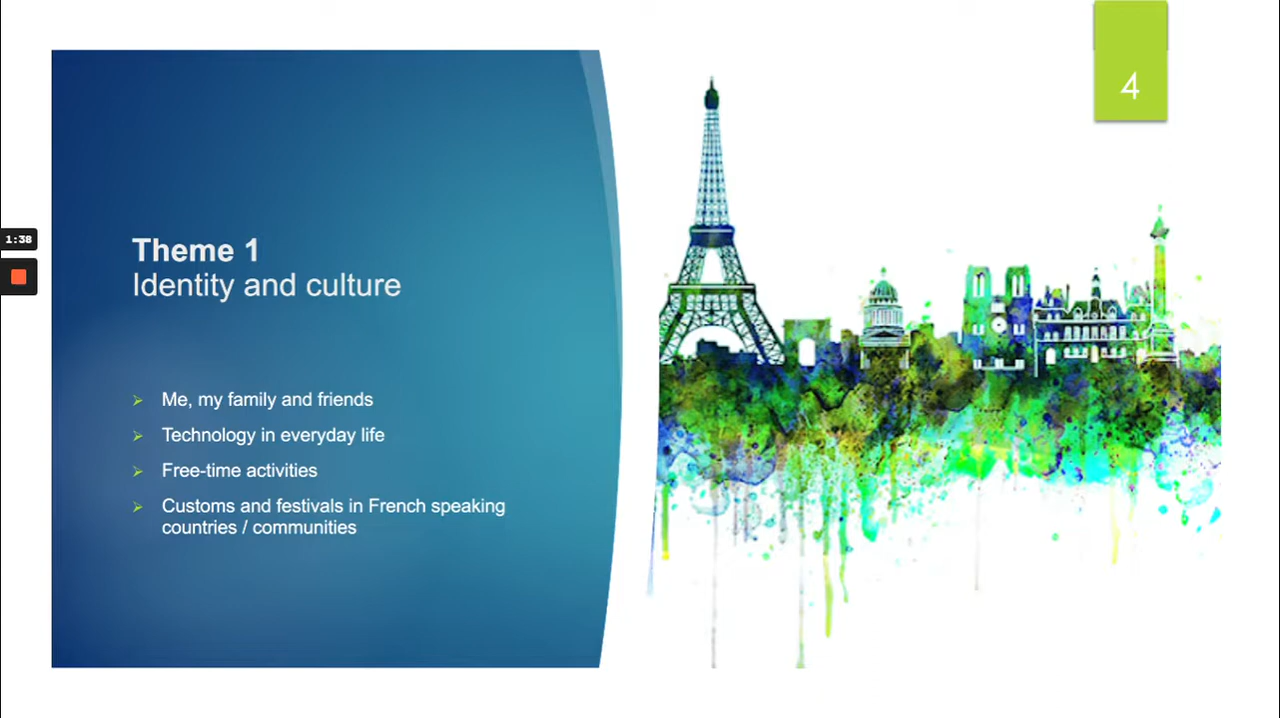 4
1:38
Theme 1
Identity and culture
Me, my family and friends
Technology in everyday life
Free-time activities
Customs and festivals in French speaking
countries / communities